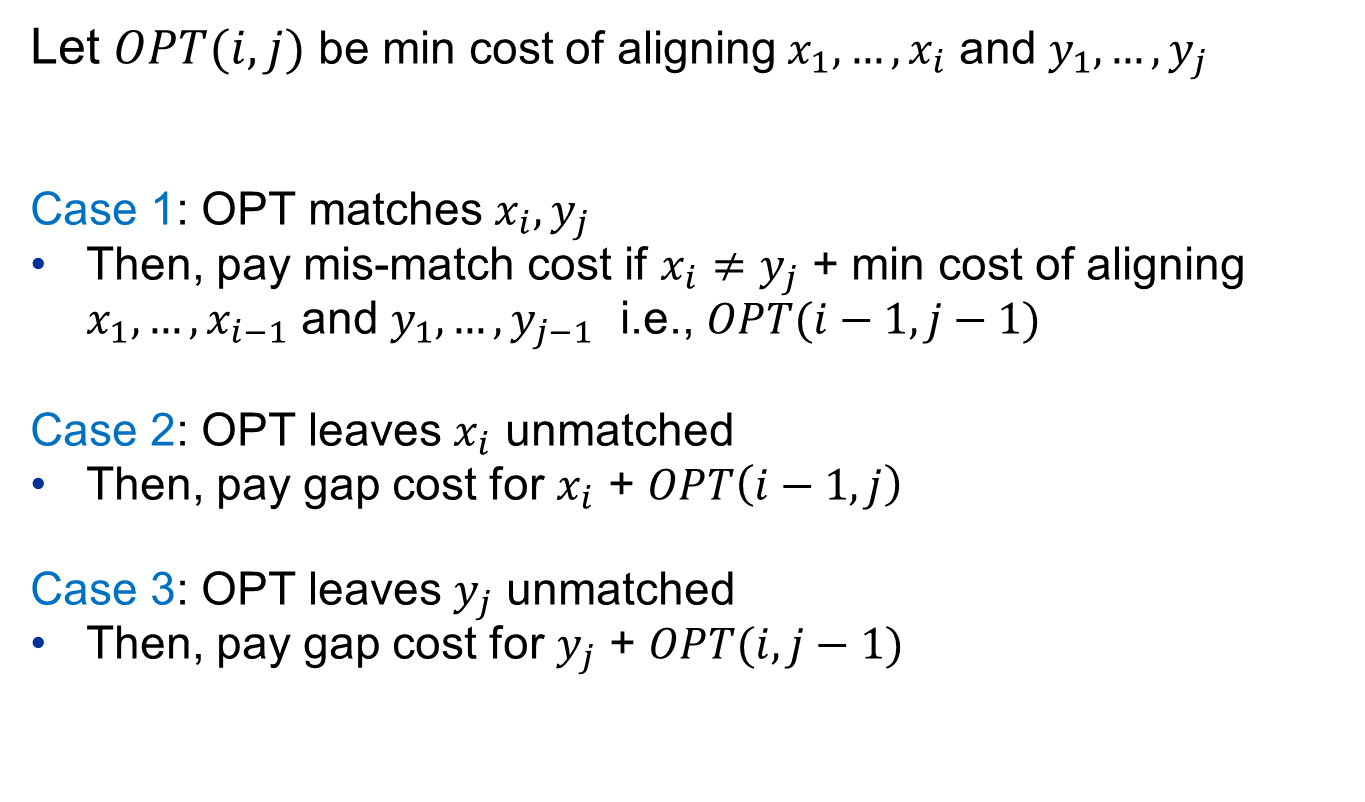 Let 𝑂𝑃𝑇(𝑖, 𝑗) be min cost of aligning 𝑥₁, … , 𝑥ᵢ and 𝑦₁, … , 𝑦ⱼ
Case 1: OPT matches 𝑥ᵢ, 𝑦ⱼ
• Then, pay mis-match cost if 𝑥ᵢ ≠ 𝑦ⱼ + min cost of aligning
𝑥₁, … , 𝑥ᵢ₋₁ and 𝑦₁, … , 𝑦ⱼ₋₁ i.e., 𝑂𝑃𝑇(𝑖 − 1, 𝑗 − 1)
Case 2: OPT leaves 𝑥ᵢ unmatched
• Then, pay gap cost for 𝑥ᵢ + 𝑂𝑃𝑇(𝑖 − 1, 𝑗)
Case 3: OPT leaves 𝑦ⱼ unmatched
• Then, pay gap cost for 𝑦ⱼ + 𝑂𝑃𝑇(𝑖, 𝑗 − 1)